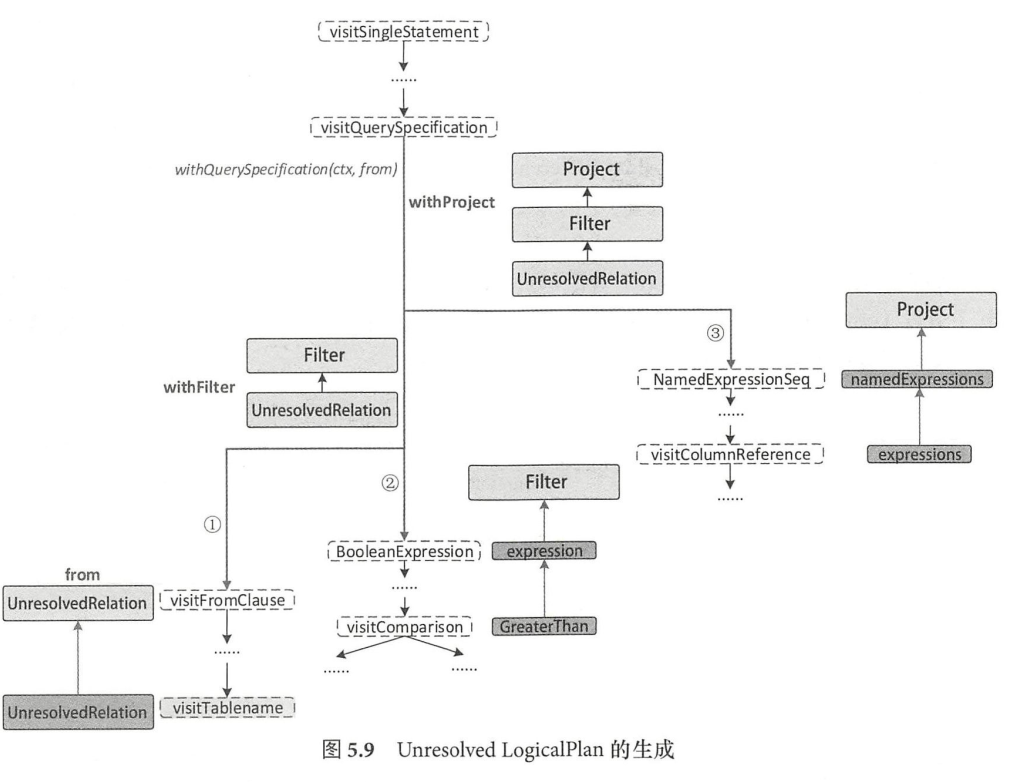 visitSingleStatement
......
visitQuerySpecification
withQuerySpecification(ctx, from)
withProject
Project
Filter
UnresolvedRelation
③
Project
NamedExpressionSeq
namedExpressions
......
visitColumnReference
expressions
......
withFilter
Filter
UnresolvedRelation
①
②
Filter
BooleanExpression
expression
......
visitComparison
GreaterThan
......
......
from
UnresolvedRelation
visitFromClause
......
UnresolvedRelation
visitTablename
图 5.9 Unresolved LogicalPlan 的生成